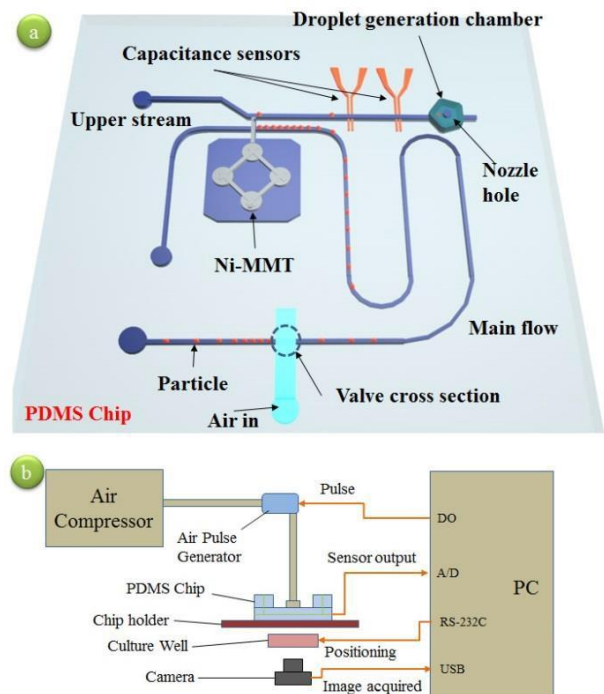 a
Droplet generation
chamber
Capacitance sensors
Upper stream
Nozzle
hole
Ni-MMT
Main flow
Particle
Valve cross section
PDMS Chip
Air in
b
Air
Compressor
Pulse
Air Pulse
Generator
DO
Sensor output
A/D
PC
PDMS Chip
Chip holder
RS-232C
Culture Well
Positioning
Camera
USB
Image acquired